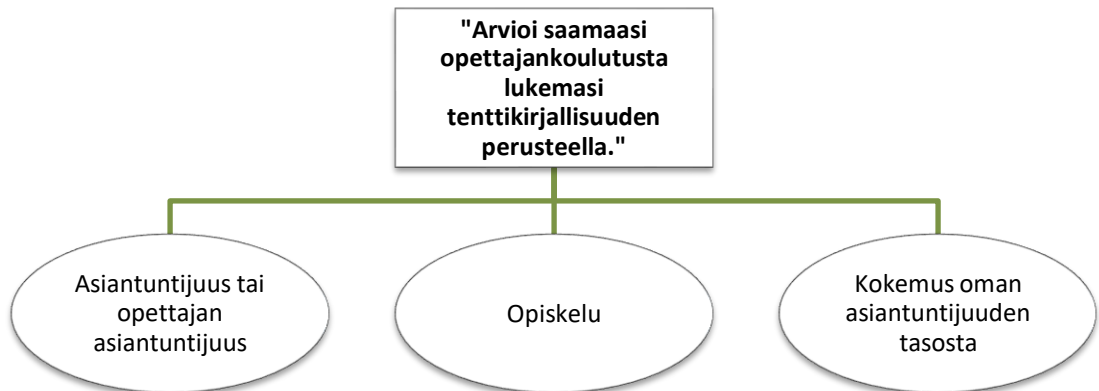 "Arvioi saamaasi
opettajankoulutusta
lukemasi
tenttikirjallisuuden
perusteella."
Asiantuntijuus tai
opettajan
asiantuntijuus
Opiskelu
Kokemus oman
asiantuntijuuden
tasosta